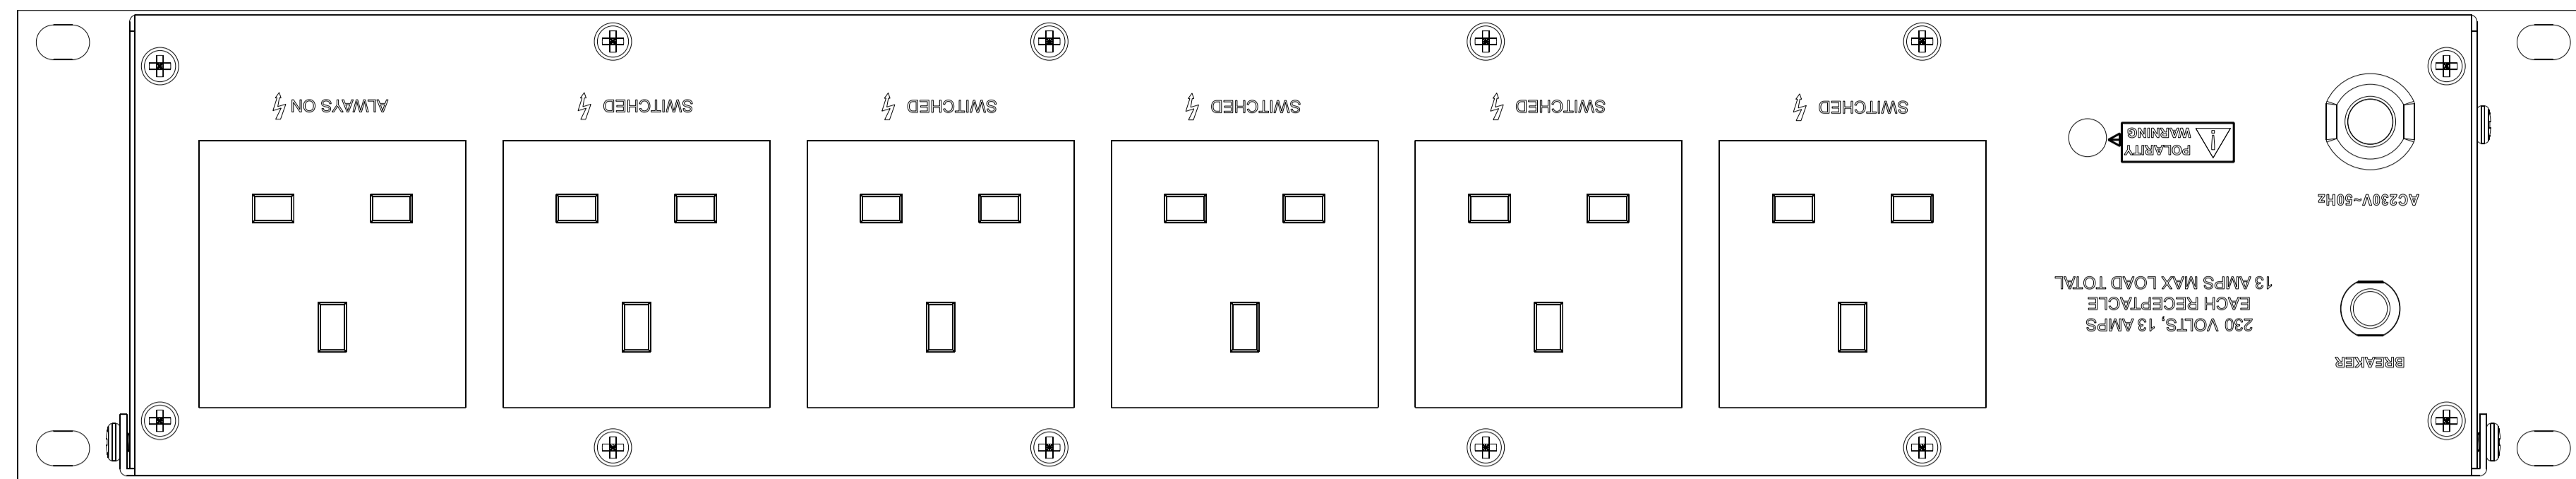 BREAKER
230 VOLTS, 13 AMPS
EACH RECEPTACLE
13 AMPS MAX LOAD TOTAL
AC230V~50Hz
POLARITY
WARNING
SWITCHED
SWITCHED
SWITCHED
SWITCHED
SWITCHED
ALWAYS ON